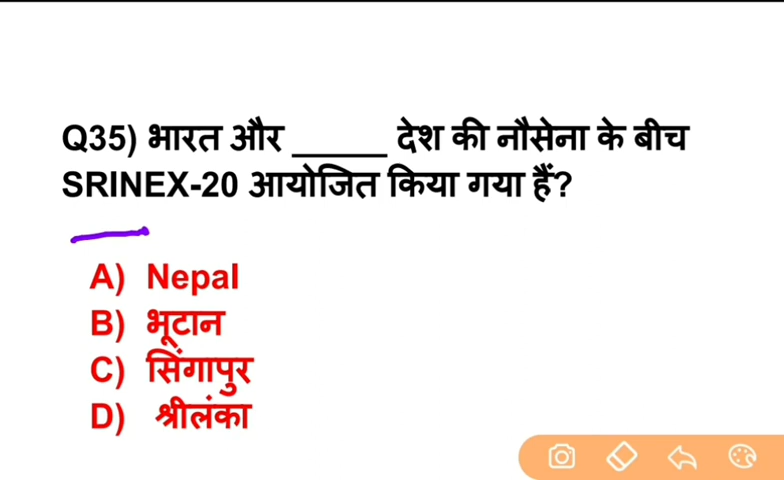 Q35) भारत और ______ देश की नौसेना के बीच
SRINEX-20 आयोजित किया गया हैं?
A) Nepal
B) भूटान
C) सिंगापुर
D) श्रीलंका